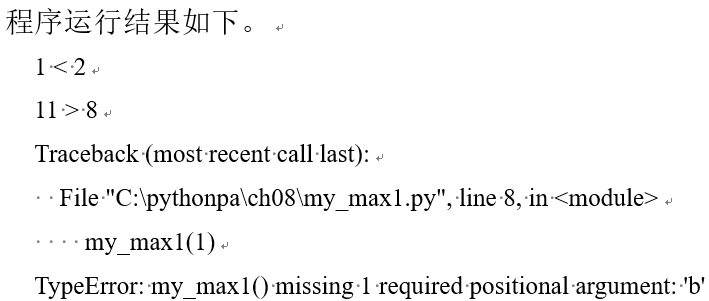 程序运行结果如下。
1 < 2
11 > 8
Traceback (most recent call last):
File "C:\pythonpa\ch08\my_max1.py", line 8, in <module>
my_max1(1)
TypeError: my_max1() missing 1 required positional argument: 'b'